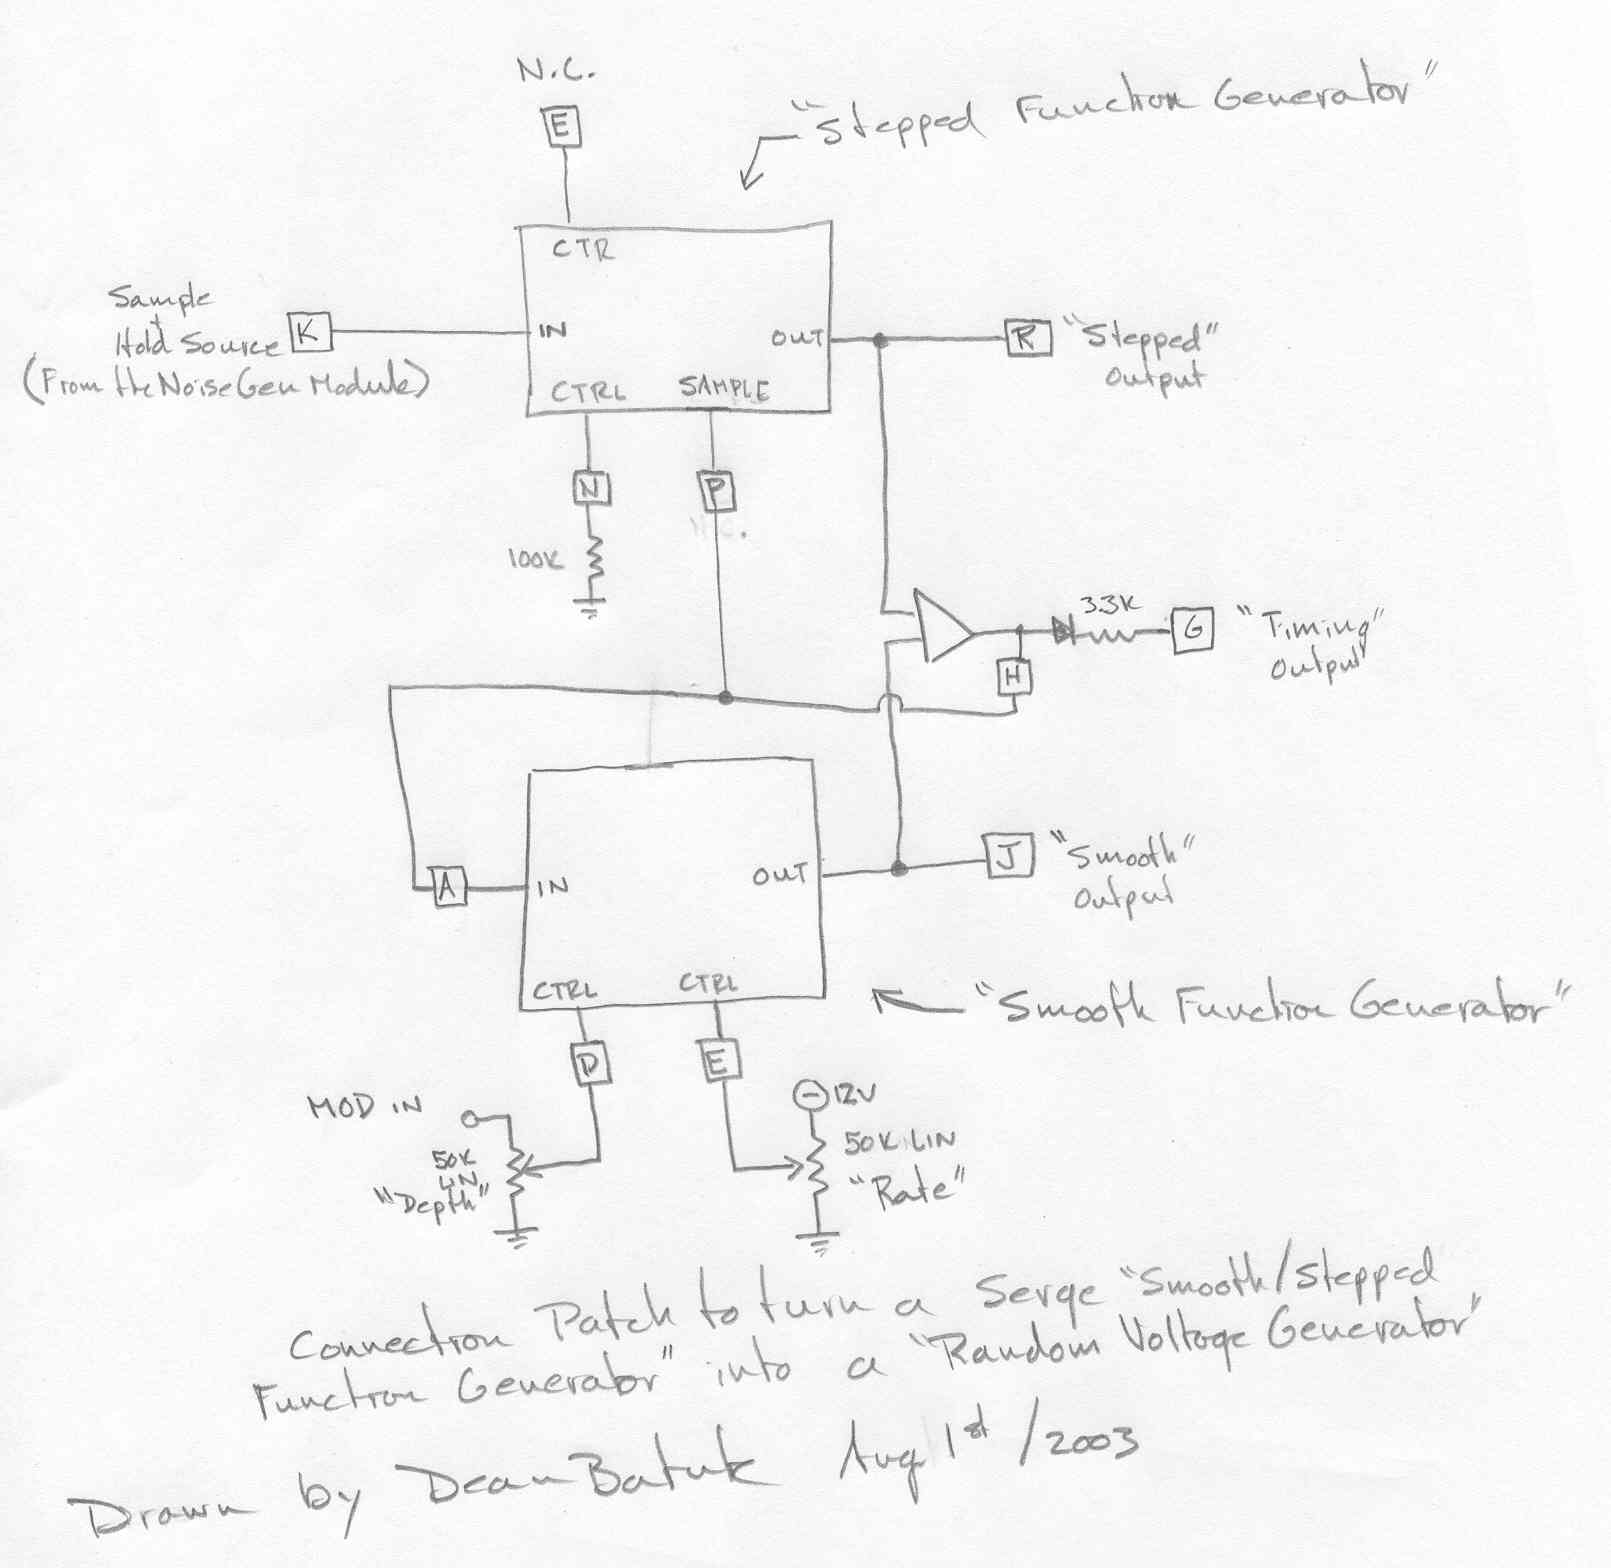 N.C.
E
"Stepped Function Generator"
CTR
Sample
+
Hold Source
(From the NoiseGen Module)
K
IN
OUT
R
"Stepped"
Output
CTRL
SAMPLE
N
P
100K
3.3K
G
"Timing"
Output
H
A
IN
OUT
J
"Smooth"
Output
CTRL
CTRL
"Smooth Function Generator"
D
E
MOD IN
50K
LIN
"Depth"
- 12V
50K LIN
"Rate"
Connection Patch to turn a Serge "Smooth/Stepped
Function Generator" into a "Random Voltage Generator"
Drawn by Dean Batuk Aug 1st /2003